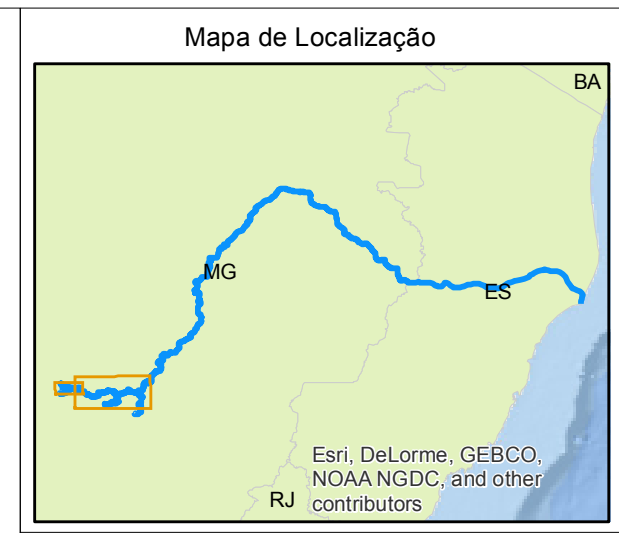 Mapa de Localização
BA
MG
ES
Esri, DeLorme, GEBCO,
NOAA NGDC, and other
RJ contributors